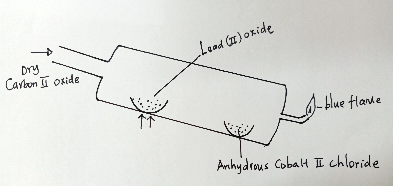 Lead (II) oxide
Dry
Carbon II oxide
blue flame
Anhydrous Cobalt II chloride